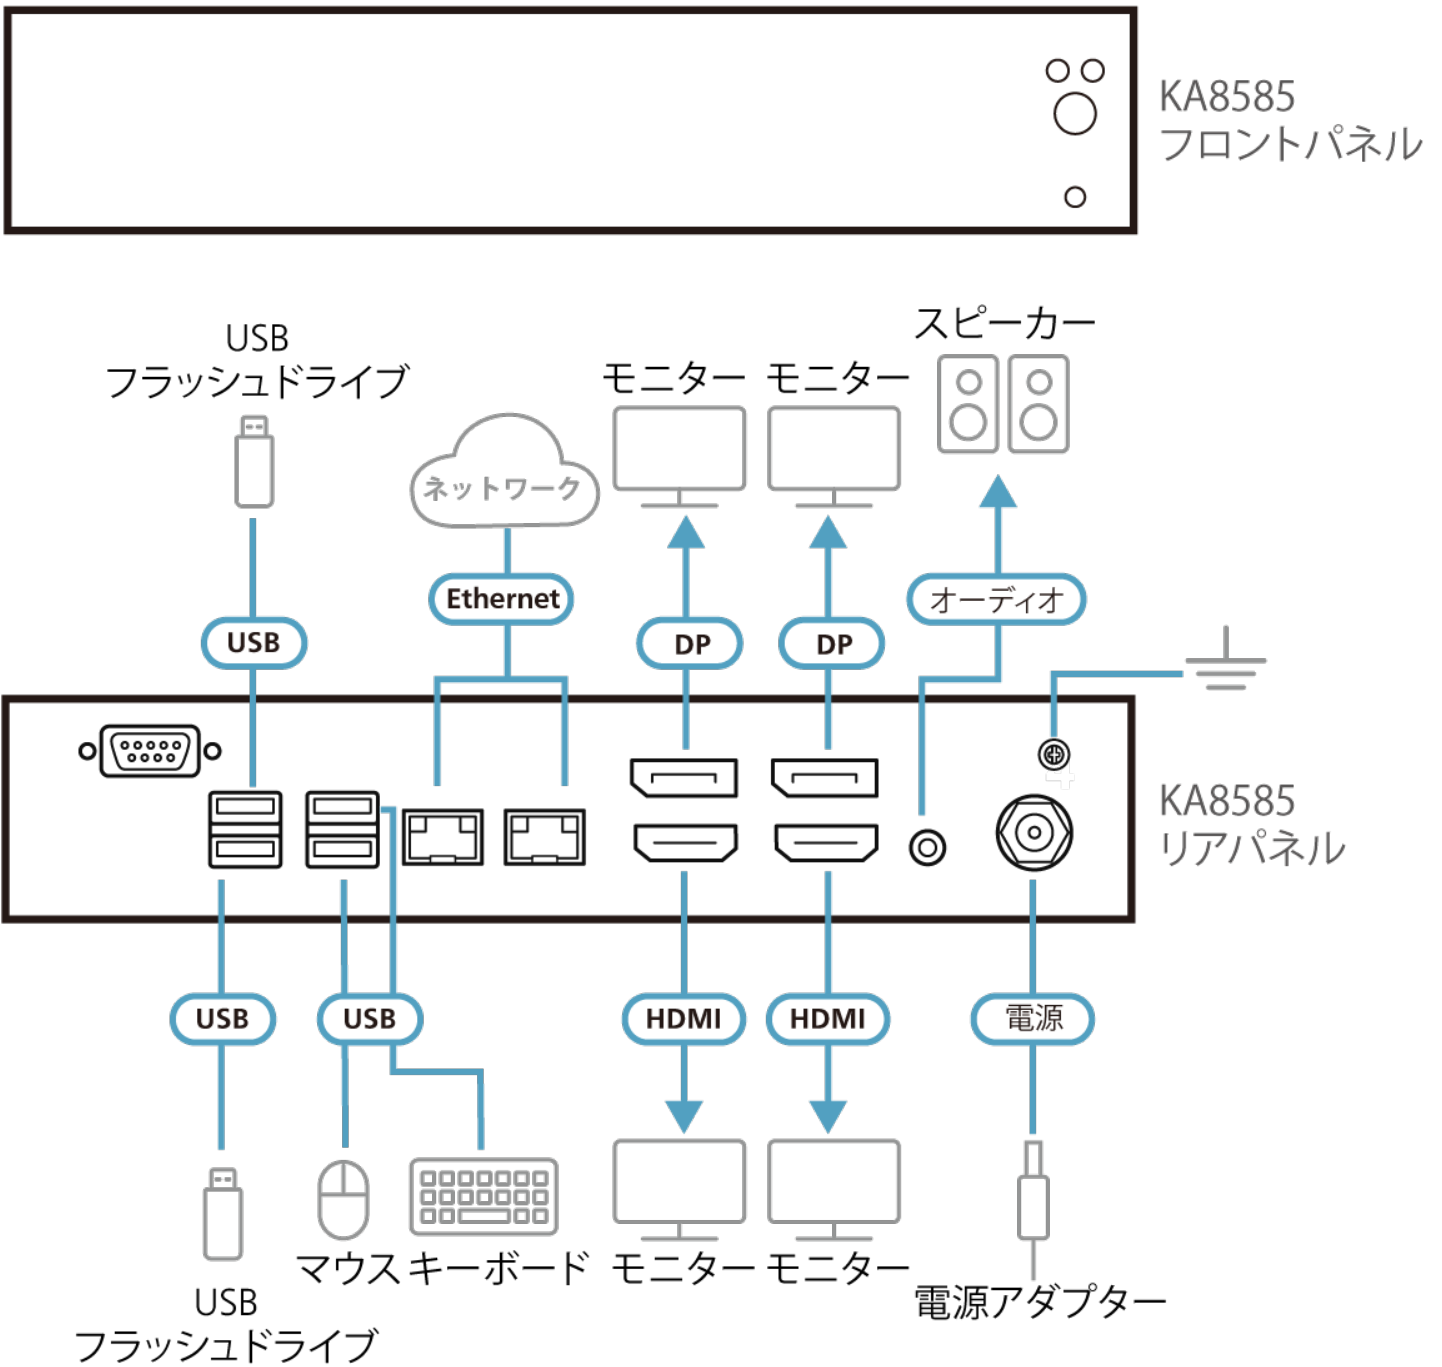 KA8585
フロントパネル
スピーカー
USB
フラッシュドライブ
モニター
モニター
ネットワーク
Ethernet
オーディオ
USB
DP
DP
KA8585
リアパネル
USB
USB
HDMI
HDMI
電源
マウス
キーボード
モニター
モニター
USB
フラッシュドライブ
電源アダプター